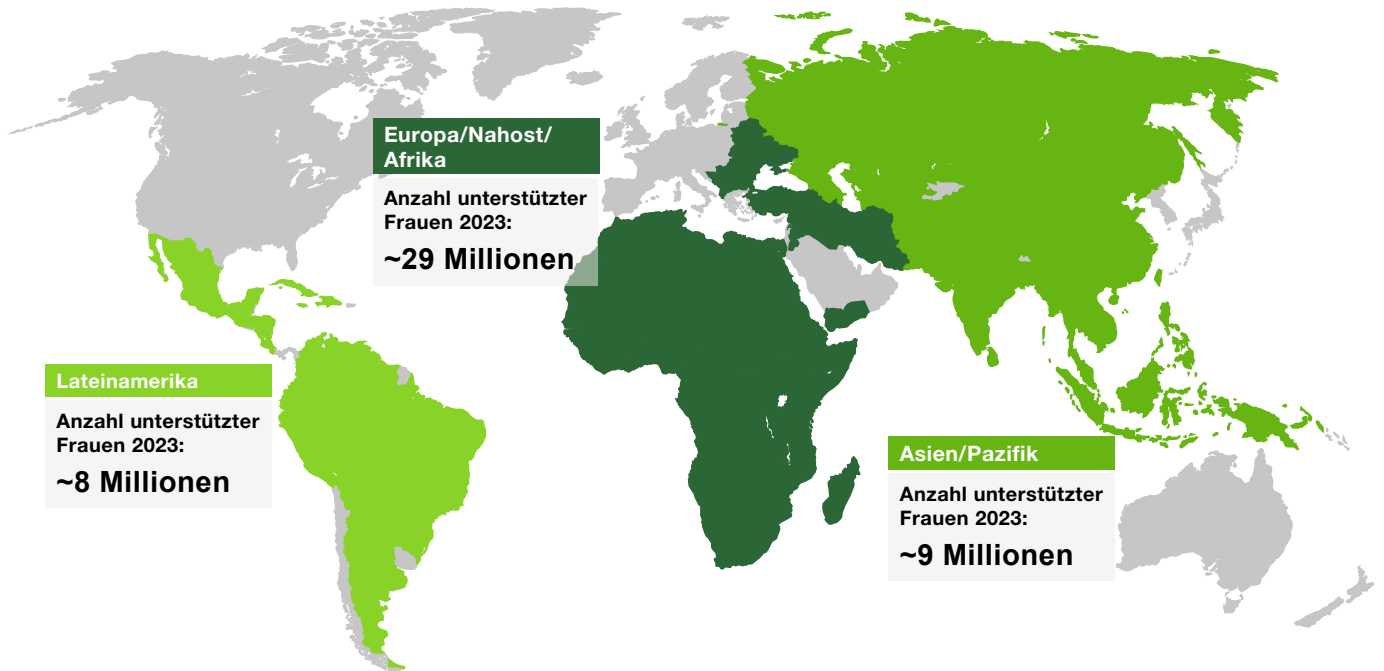 Europa/Nahost/
Afrika
Anzahl unterstützter
Frauen 2023:
~29 Millionen
Lateinamerika
Anzahl unterstützter
Frauen 2023:
~8 Millionen
Asien/Pazifik
Anzahl unterstützter
Frauen 2023:
~9 Millionen